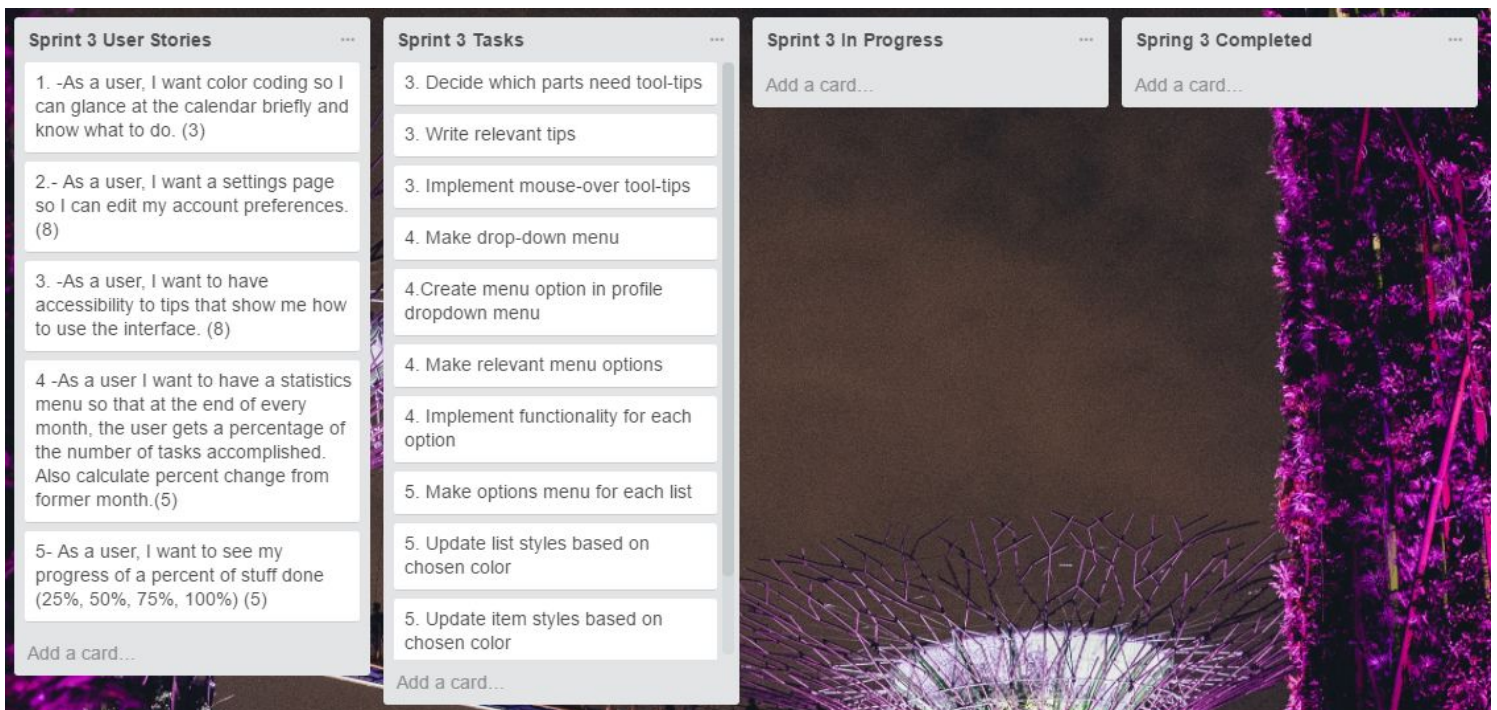 Sprint 3 User Stories
1. -As a user, I want color coding so I
can glance at the calendar briefly and
know what to do. (3)
2.- As a user, I want a settings page
so I can edit my account preferences.
(8)
3. -As a user, I want to have
accessibility to tips that show me how
to use the interface. (8)
4 -As a user I want to have a statistics
menu so that at the end of every
month, the user gets a percentage of
the number of tasks accomplished.
Also calculate percent change from
former month.(5)
5- As a user, I want to see my
progress of a percent of stuff done
(25%, 50%, 75%, 100%) (5)
Add a card...
Sprint 3 Tasks
3. Decide which parts need tool-tips
3. Write relevant tips
3. Implement mouse-over tool-tips
4. Make drop-down menu
4.Create menu option in profile
dropdown menu
4. Make relevant menu options
4. Implement functionality for each
option
5. Make options menu for each list
5. Update list styles based on
chosen color
5. Update item styles based on
chosen color
Add a card...
Sprint 3 In Progress
Add a card...
Spring 3 Completed
Add a card...